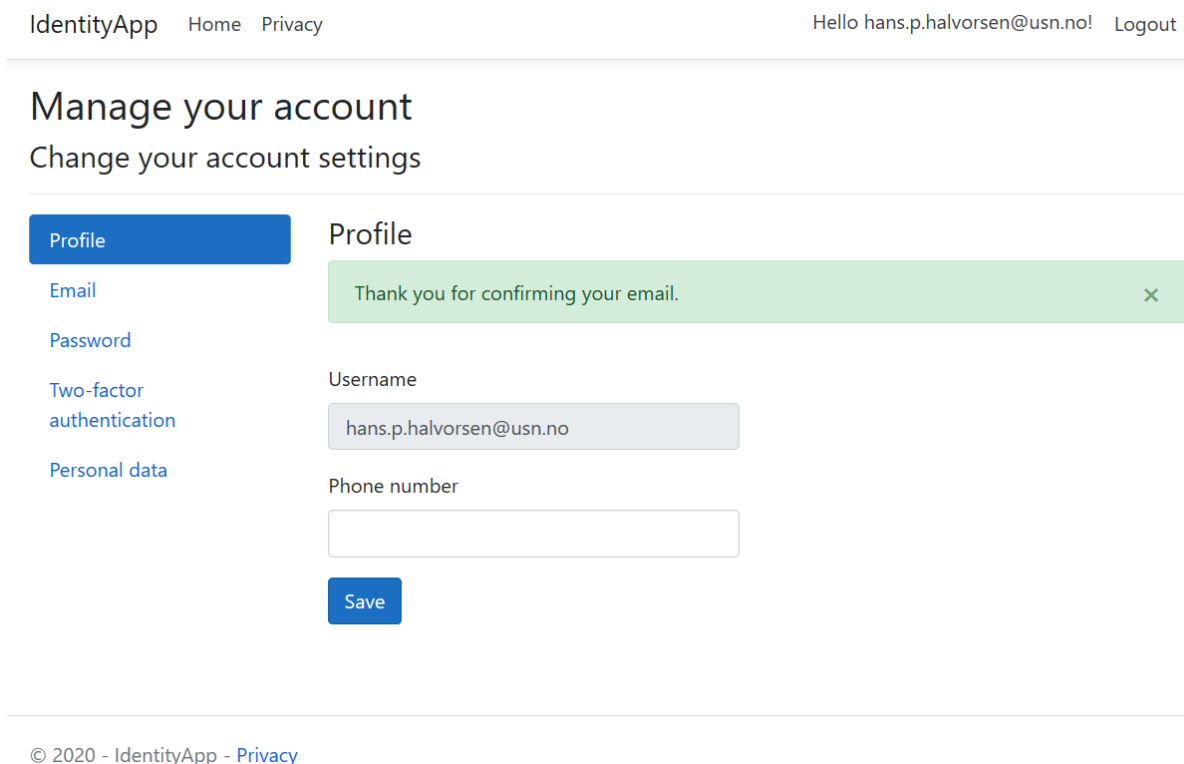 IdentityApp Home Privacy Hello hans.p.halvorsen@usn.no! Logout
Manage your account
Change your account settings
Profile
Email
Password
Two-factor
authentication
Personal data
Profile
Thank you for confirming your email. ×
Username
hans.p.halvorsen@usn.no
Phone number
Save
© 2020 - IdentityApp - Privacy